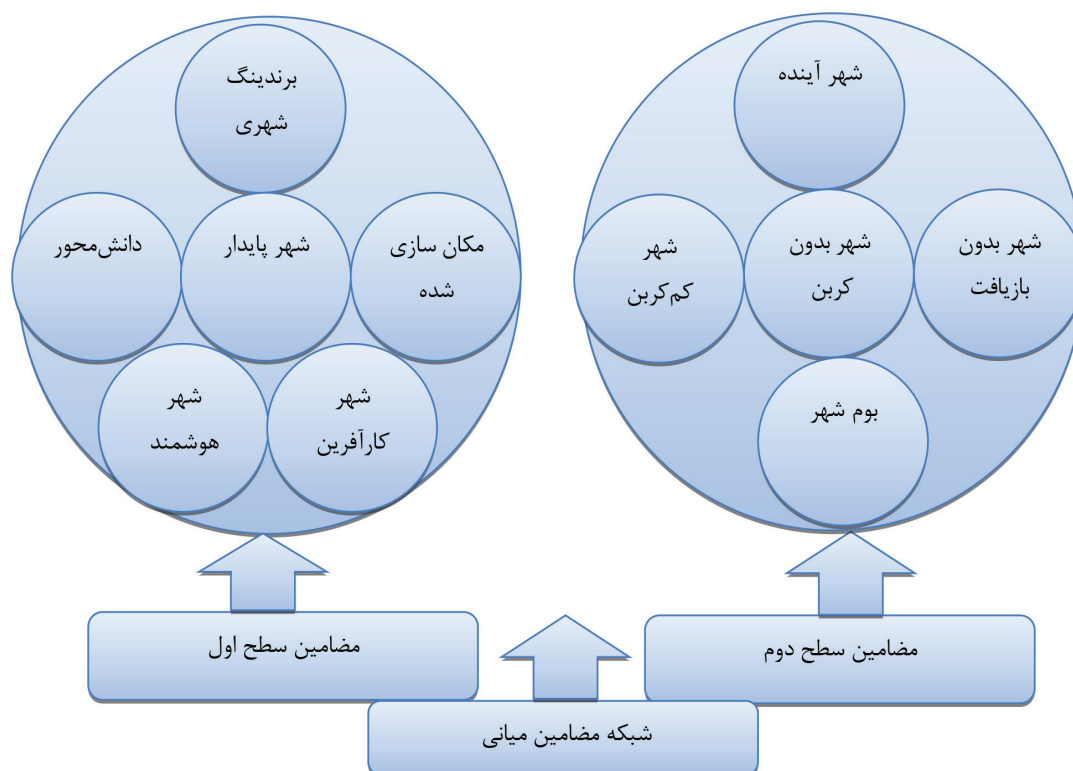 شهر آینده
شهر بدون
بازیافت
شهر بدون
کربن
شهر
کم‌کربن
بوم شهر
برندینگ
شهری
مکان سازی
شده
شهر پایدار
دانش‌محور
شهر
کارآفرین
شهر
هوشمند
مضامین سطح دوم
مضامین سطح اول
شبکه مضامین میانی